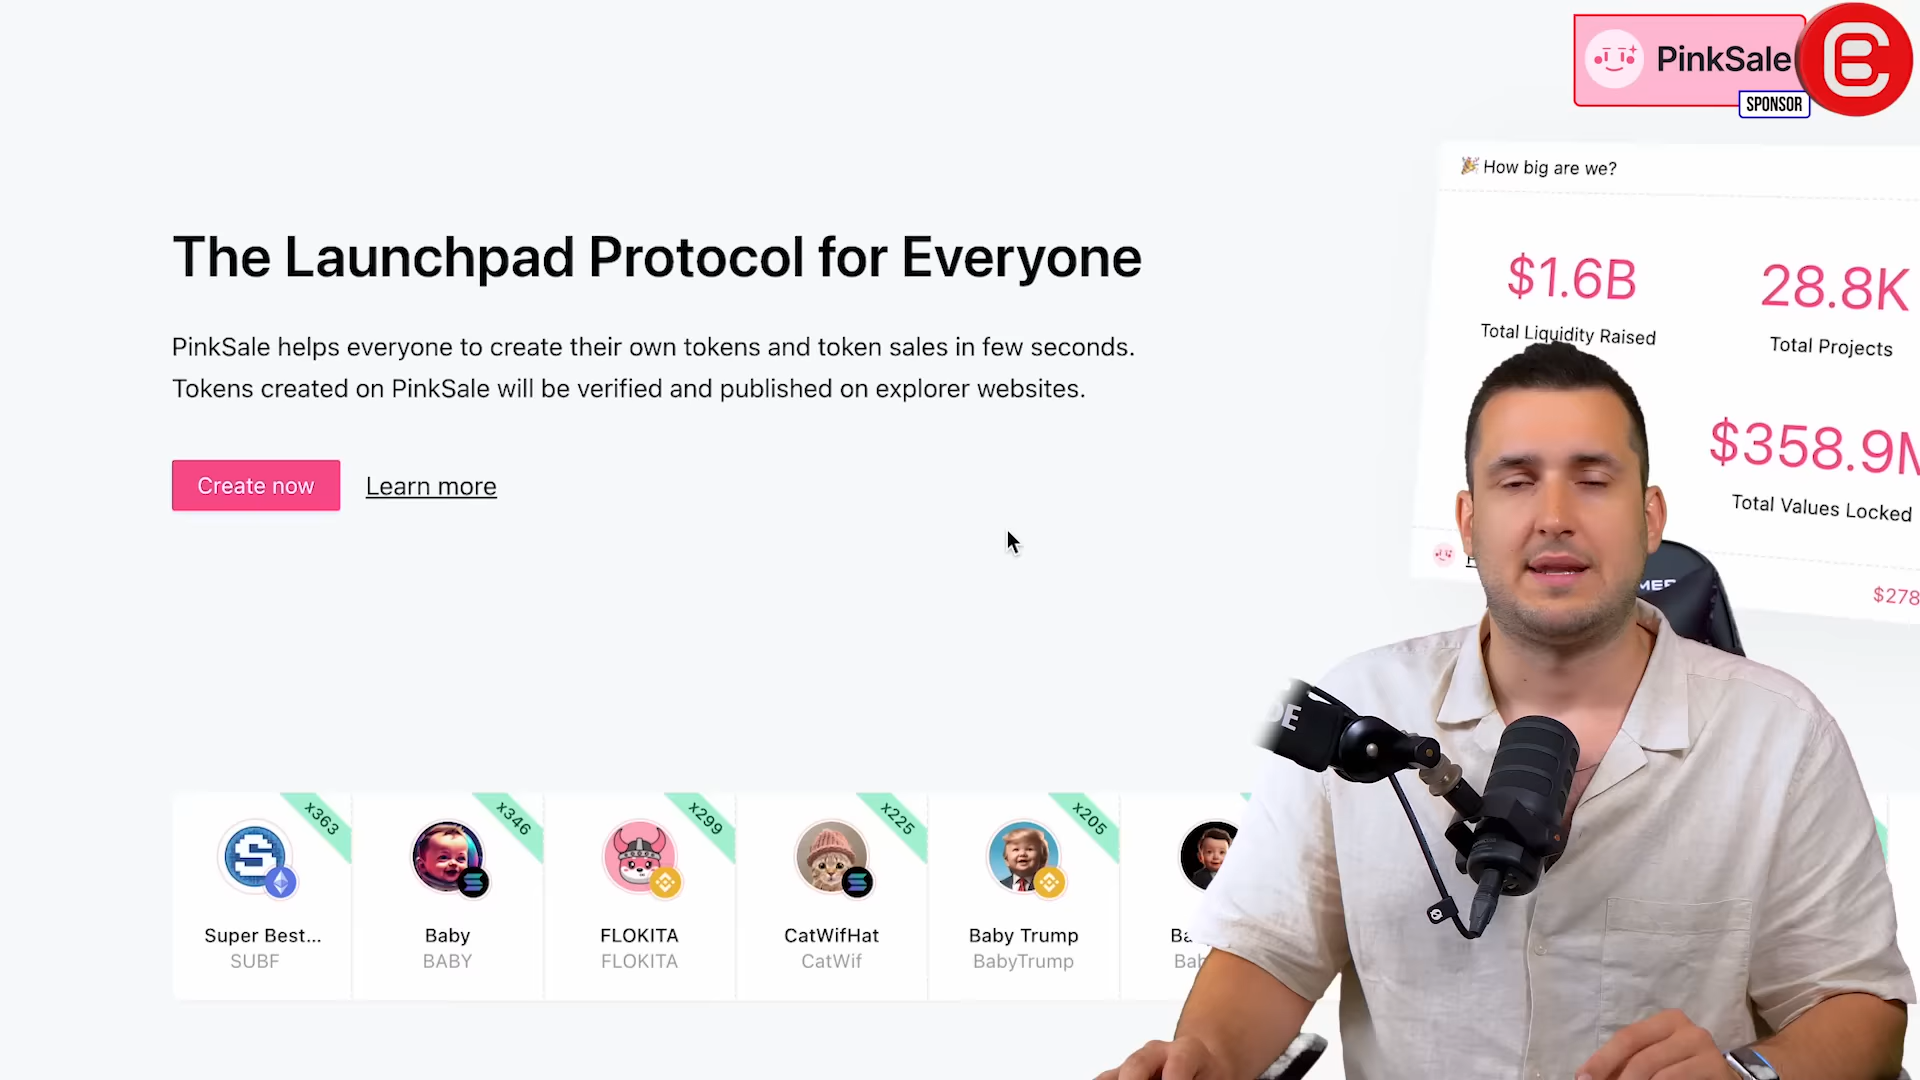 PinkSale
SPONSOR
🎉 How big are we?
$1.6B
Total Liquidity Raised
28.8K
Total Projects
$358.9M
Total Values Locked
$278
The Launchpad Protocol for Everyone
PinkSale helps everyone to create their own tokens and token sales in few seconds.
Tokens created on PinkSale will be verified and published on explorer websites.
Create now
Learn more
x363
Super Best...
SUBF
x346
Baby
BABY
x299
FLOKITA
FLOKITA
x225
CatWifHat
CatWif
x205
Baby Trump
BabyTrump